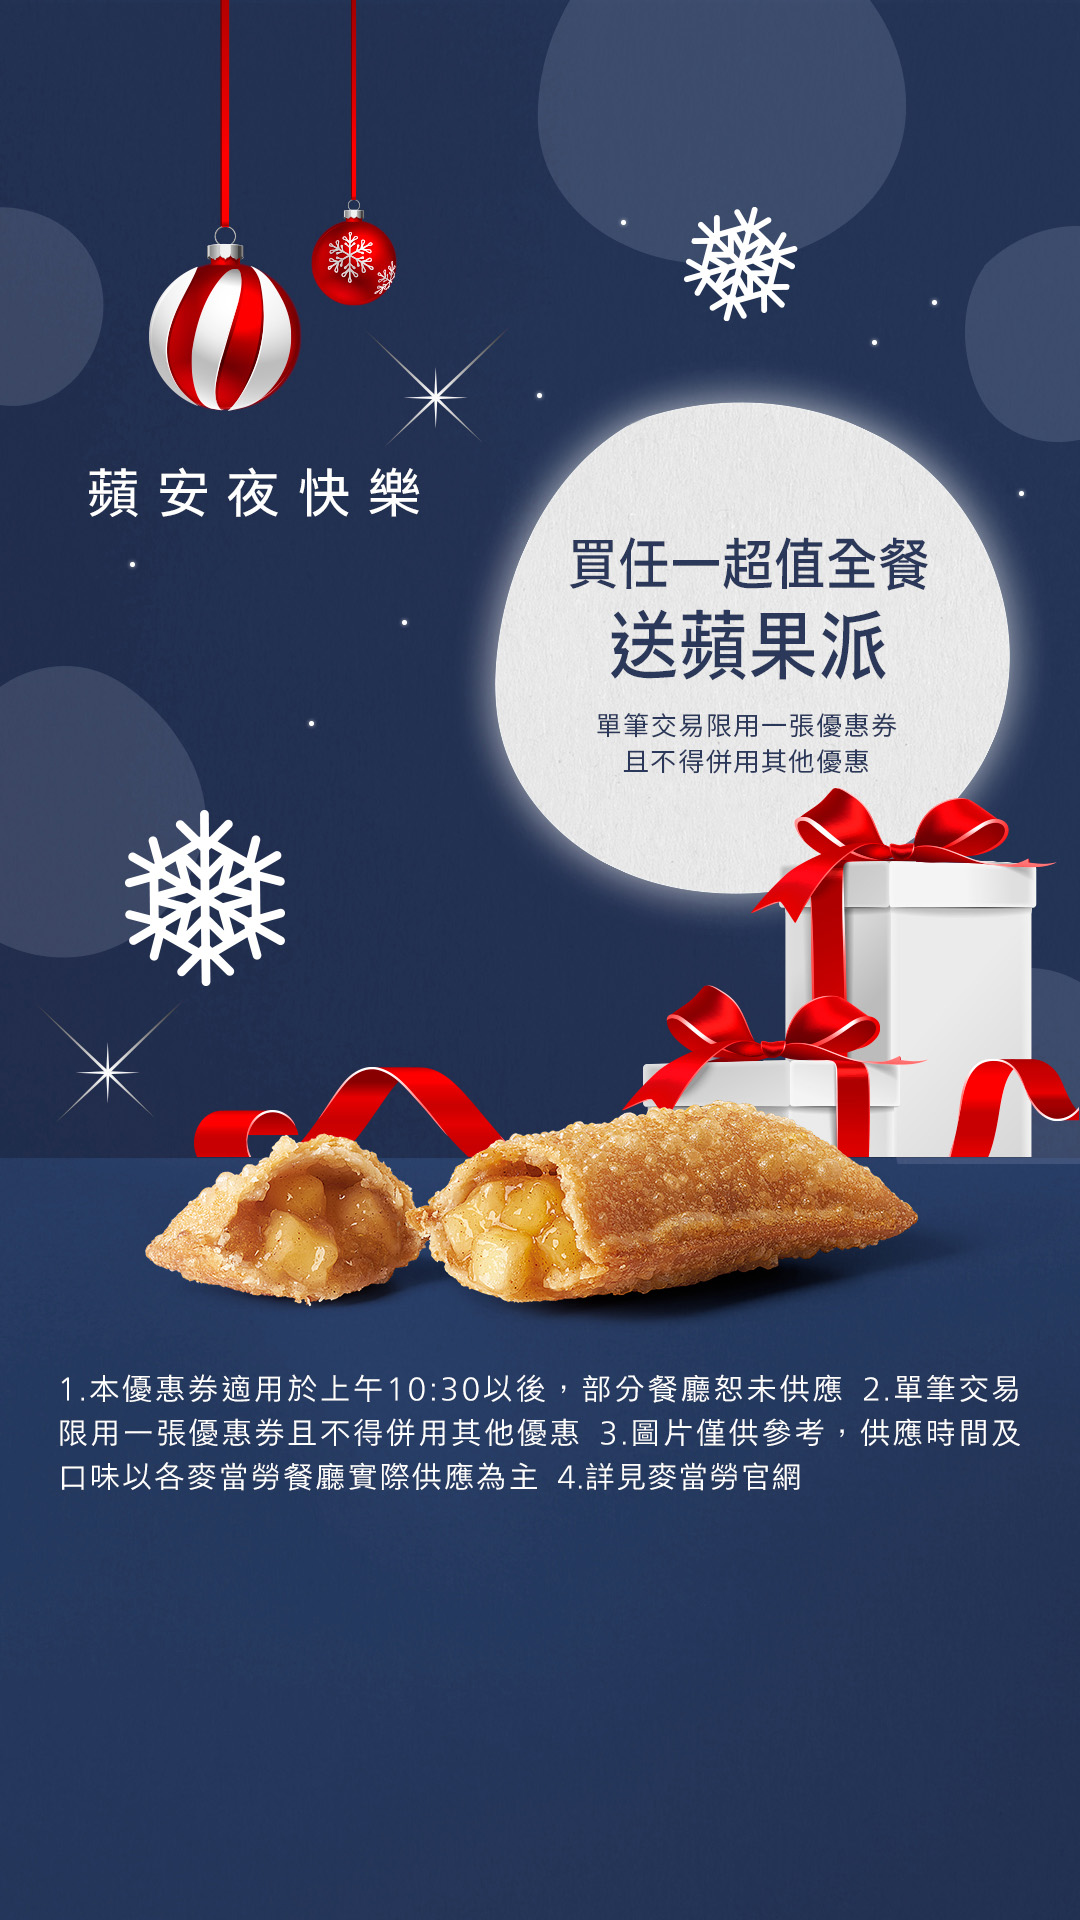 蘋安夜快樂
買任一超值全餐
送蘋果派
單筆交易限用一張優惠券
且不得併用其他優惠
1.本優惠券適用於上午10:30以後，部分餐廳恕未供應 2.單筆交易
限用一張優惠券且不得併用其他優惠 3.圖片僅供參考，供應時間及
口味以各麥當勞餐廳實際供應為主 4.詳見麥當勞官網